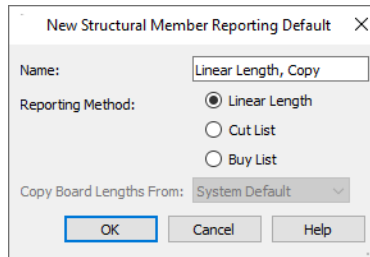 New Structural Member Reporting Default
Name: Linear Length, Copy
Reporting Method: Linear Length
Cut List
Buy List
Copy Board Lengths From: System Default
OK Cancel Help